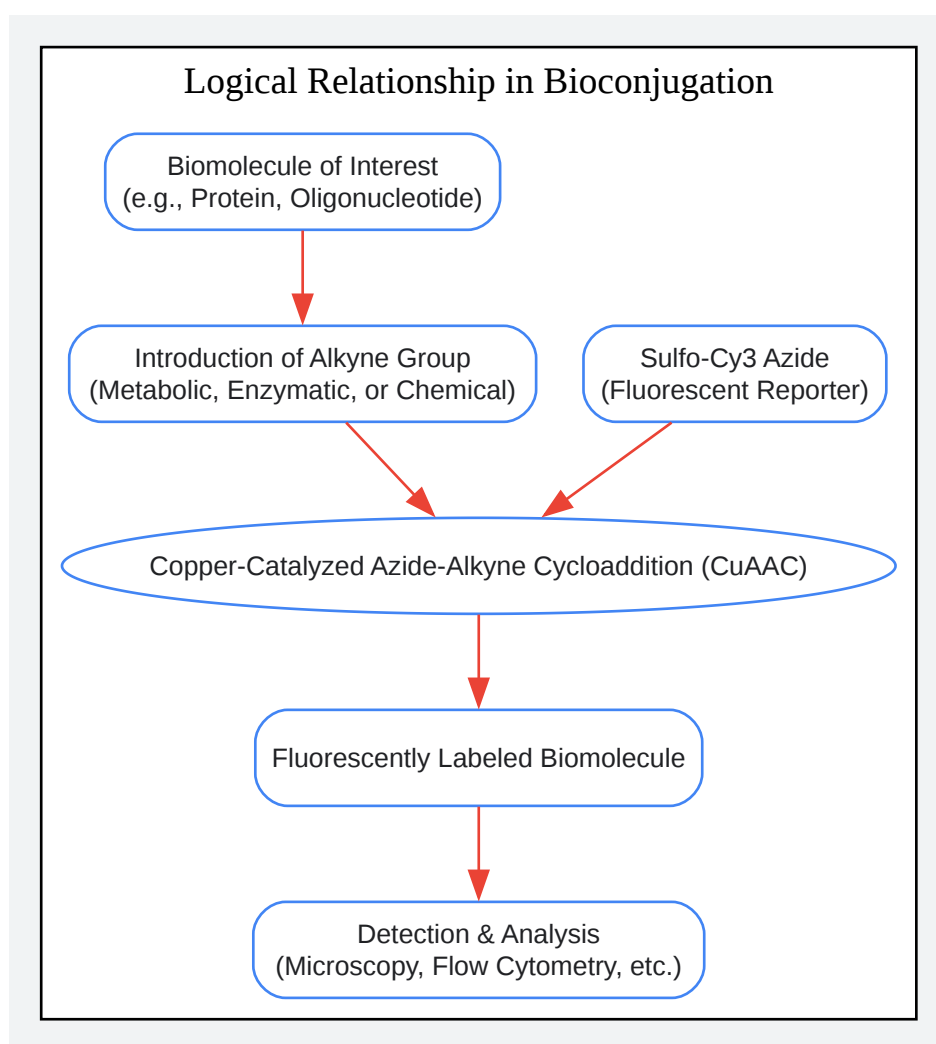 Logical Relationship in Bioconjugation
Biomolecule of Interest
(e.g., Protein, Oligonucleotide)
Introduction of Alkyne Group
(Metabolic, Enzymatic, or Chemical)
Sulfo-Cy3 Azide
(Fluorescent Reporter)
Copper-Catalyzed Azide-Alkyne Cycloaddition (CuAAC)
Fluorescently Labeled Biomolecule
Detection & Analysis
(Microscopy, Flow Cytometry, etc.)